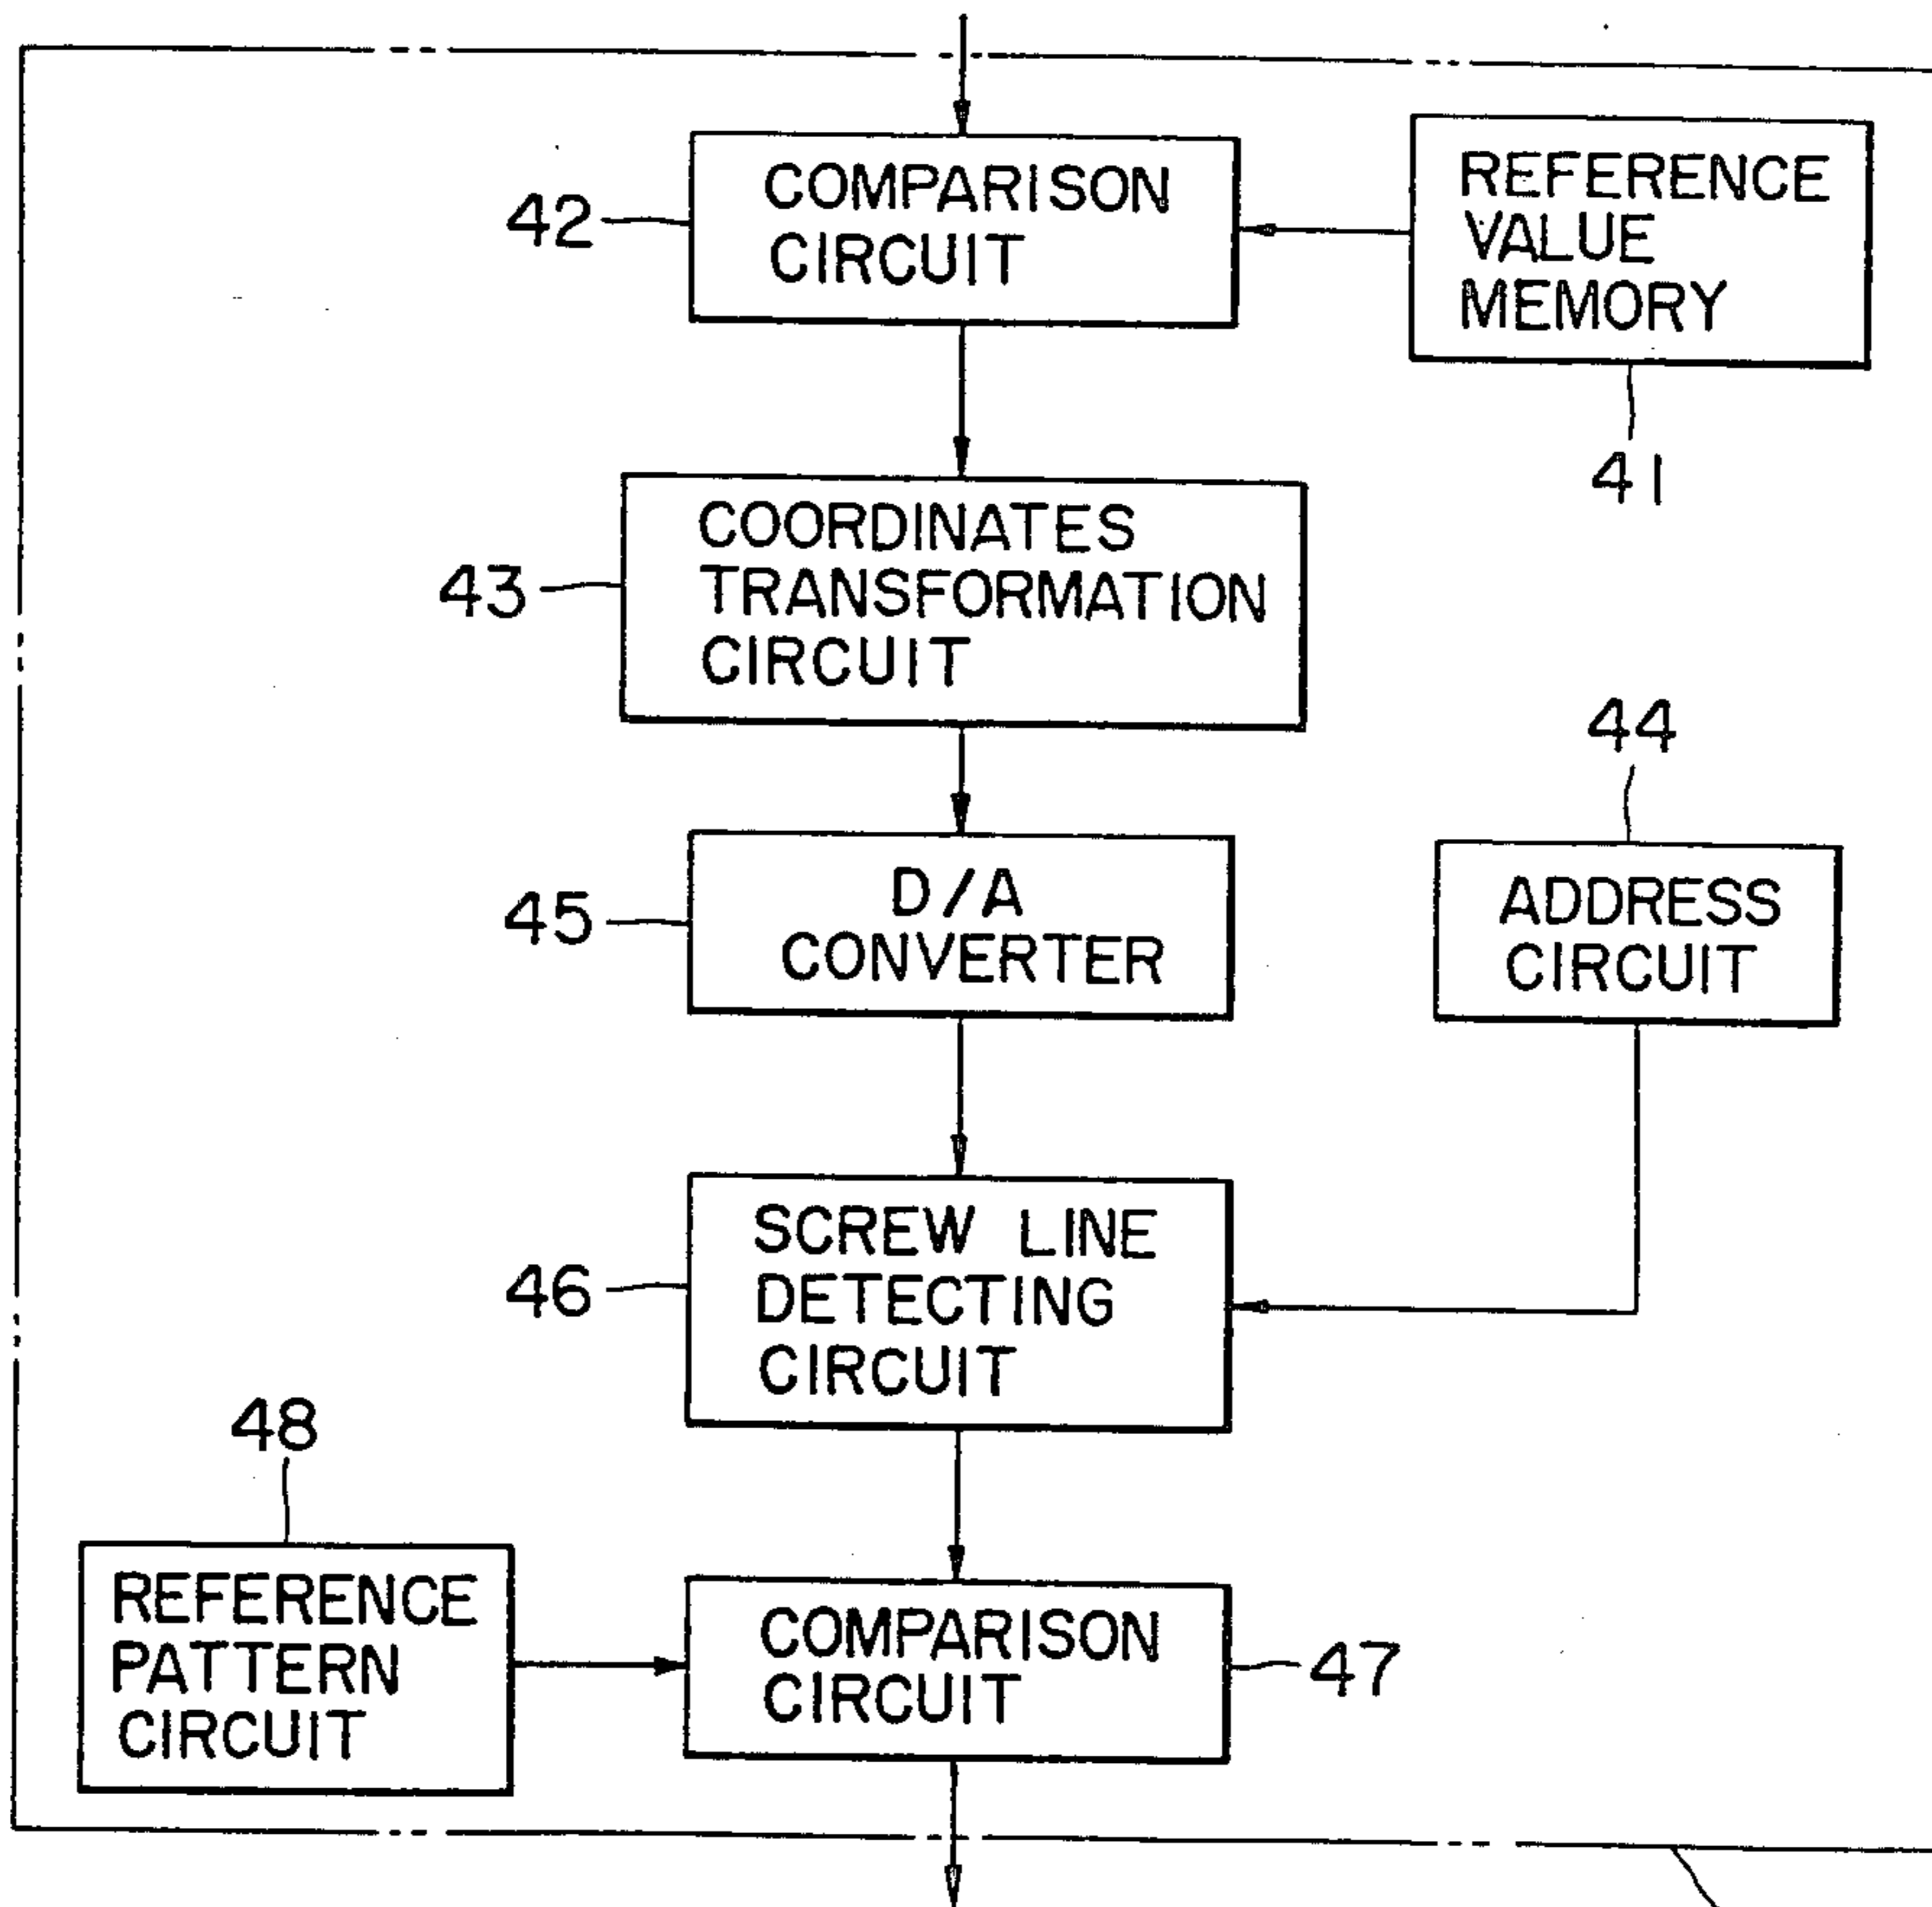 42
COMPARISON
CIRCUIT
REFERENCE
VALUE
MEMORY
41
43
COORDINATES
TRANSFORMATION
CIRCUIT
44
45
D/A
CONVERTER
ADDRESS
CIRCUIT
46
SCREW LINE
DETECTING
CIRCUIT
48
REFERENCE
PATTERN
CIRCUIT
COMPARISON
CIRCUIT
47